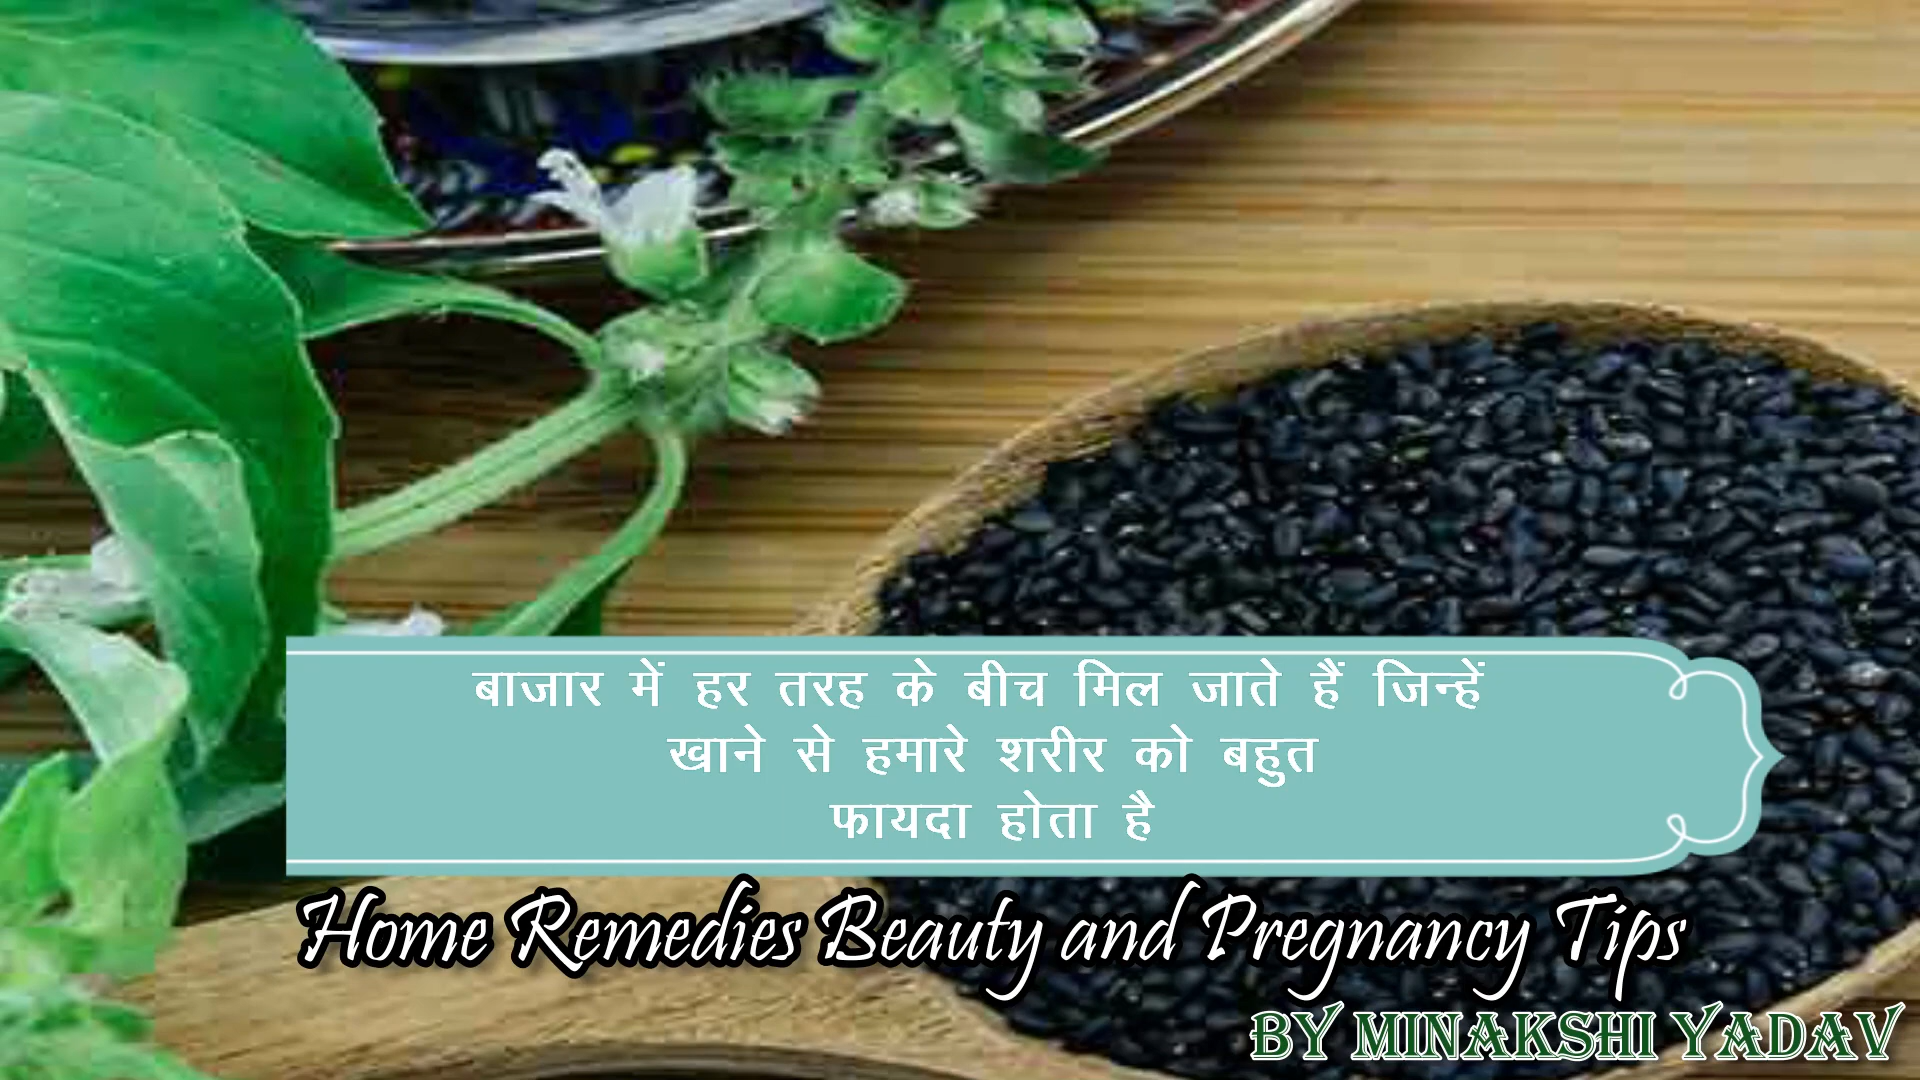 बाजार में हर तरह के बीच मिल जाते हैं जिन्हें
खाने से हमारे शरीर को बहुत
फायदा होता है
Home Remedies Beauty and Pregnancy Tips
BY MINAKSHI YADAV